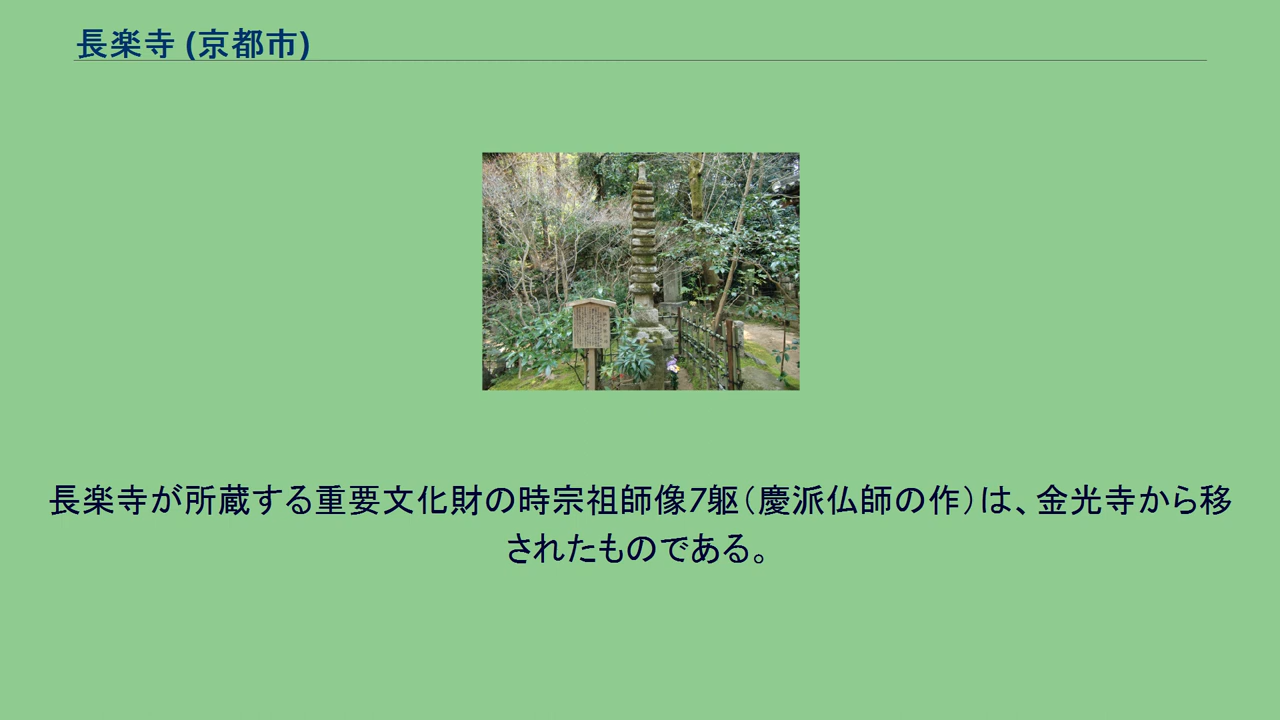 長楽寺 (京都市)
長楽寺が所蔵する重要文化財の時宗祖師像7躯（慶派仏師の作）は、金光寺から移
されたものである。